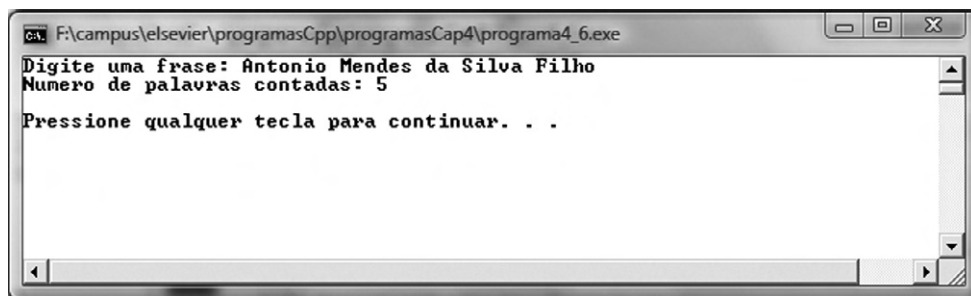 F:\campus\elsevier\programasCpp\programasCap4\programa4_6.exe
Digite uma frase: Antonio Mendes da Silva Filho
Numero de palavras contadas: 5
Pressione qualquer tecla para continuar. . .